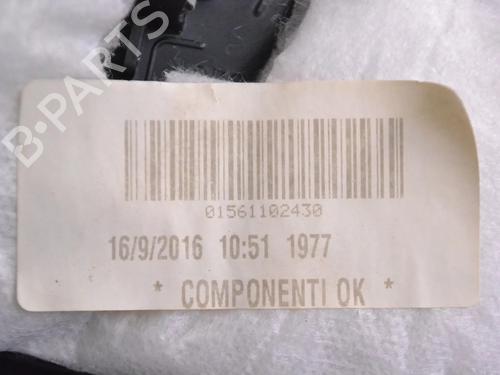 B-PARTS
01561102430
16/9/2016 10:51 1977
* COMPONENTI OK *